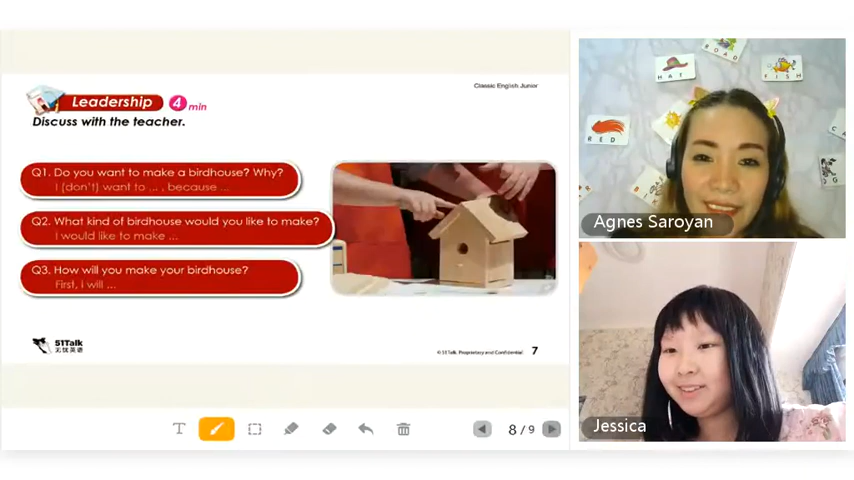 Classic English Junior
Leadership 4 min
Discuss with the teacher.
Q1. Do you want to make a birdhouse? Why?
I (don't) want to ... , because ...
Q2. What kind of birdhouse would you like to make?
I would like to make ...
Q3. How will you make your birdhouse?
First, I will ...
51Talk
无忧英语
© 51Talk. Proprietary and Confidential.
7
T
8 / 9
ROAD
HAT
FISH
RED
Agnes Saroyan
Jessica